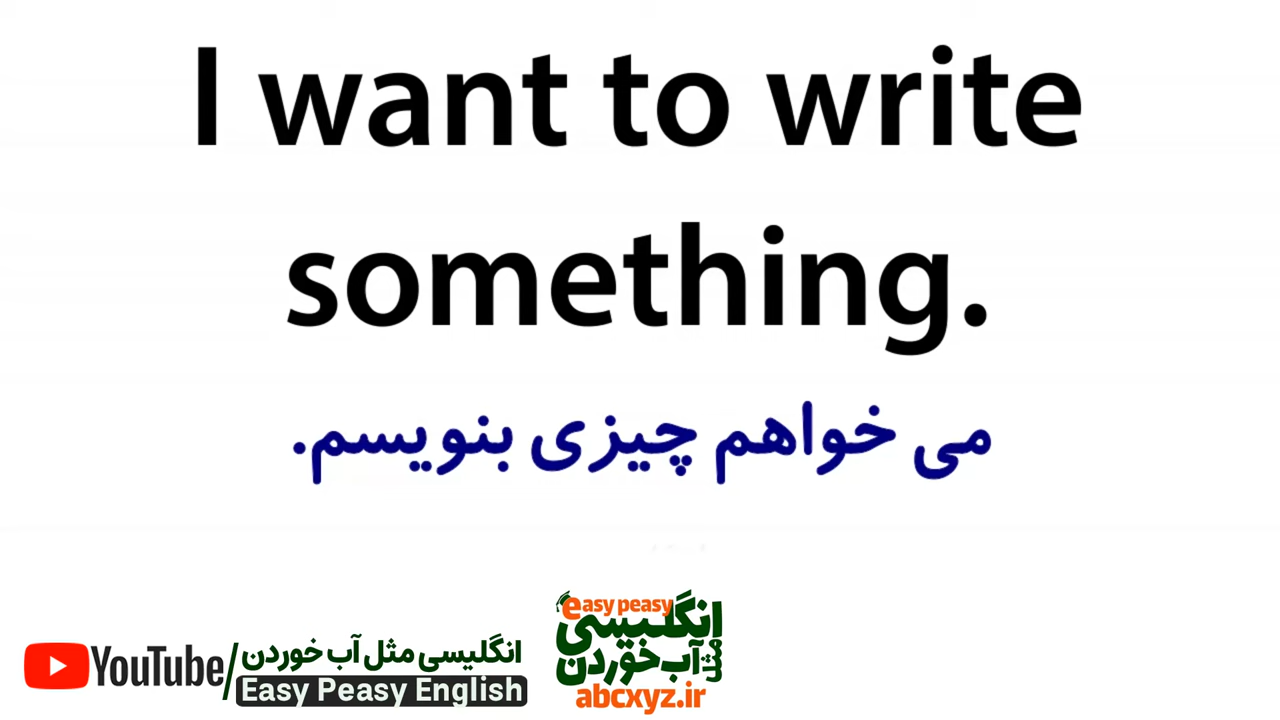 I want to write
something.
می خواهم چیزی بنویسم.
easy peasy
انگلیسی
مثل
آب خوردن
abcxyz.ir
YouTube/انگلیسی مثل آب خوردن
Easy Peasy English